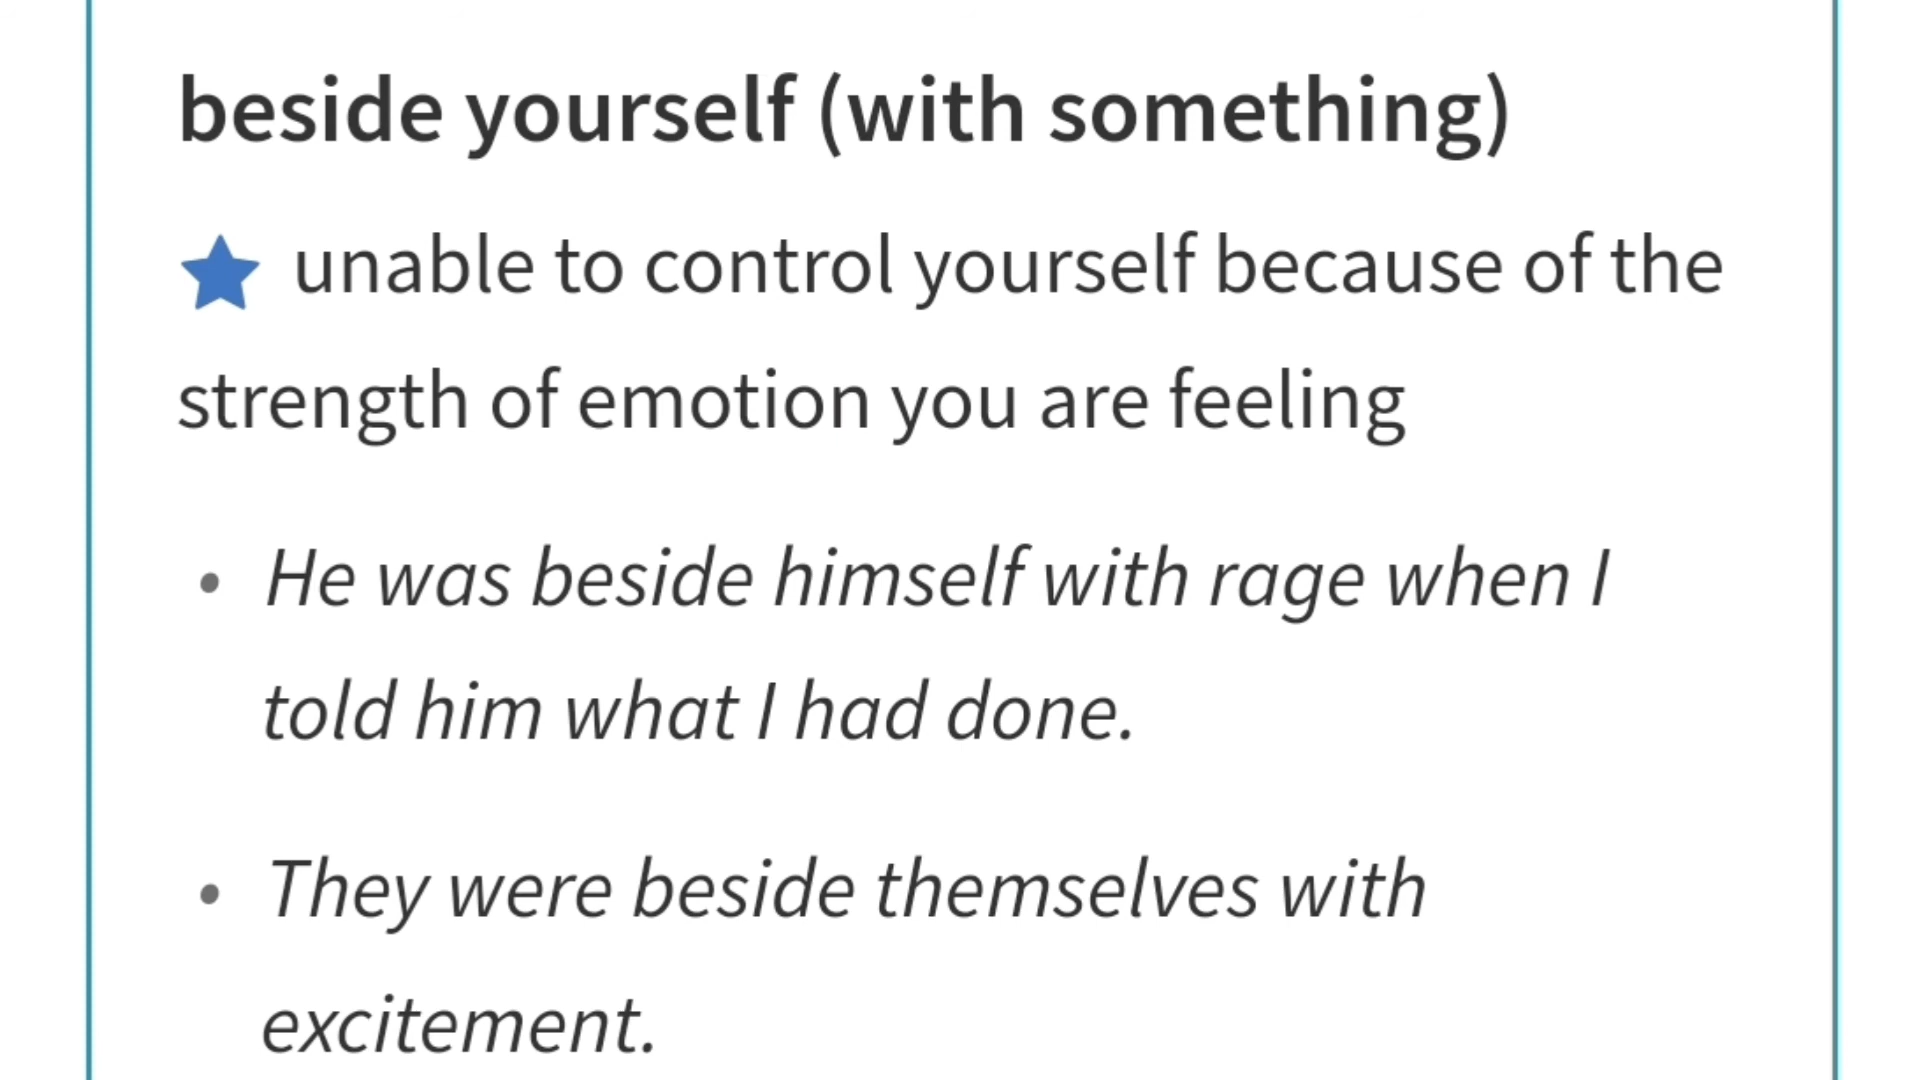 beside yourself (with something)
unable to control yourself because of the
strength of emotion you are feeling
• He was beside himself with rage when I
told him what I had done.
• They were beside themselves with
excitement.